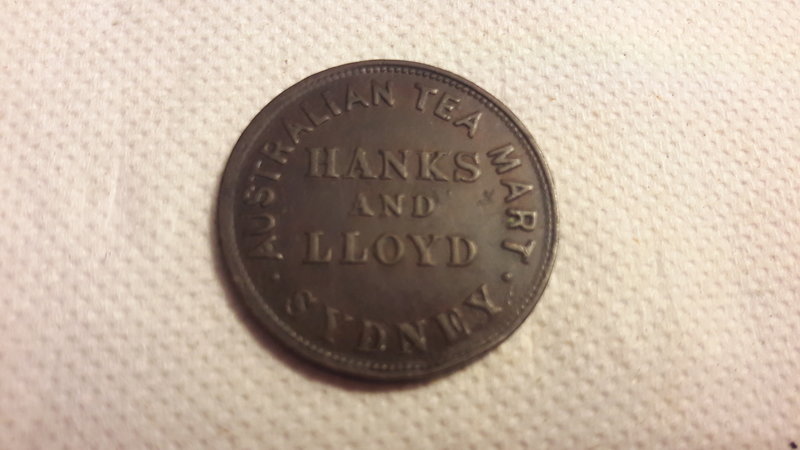 AUSTRALIAN TEA MART
HANKS
AND
LLOYD
SYDNEY